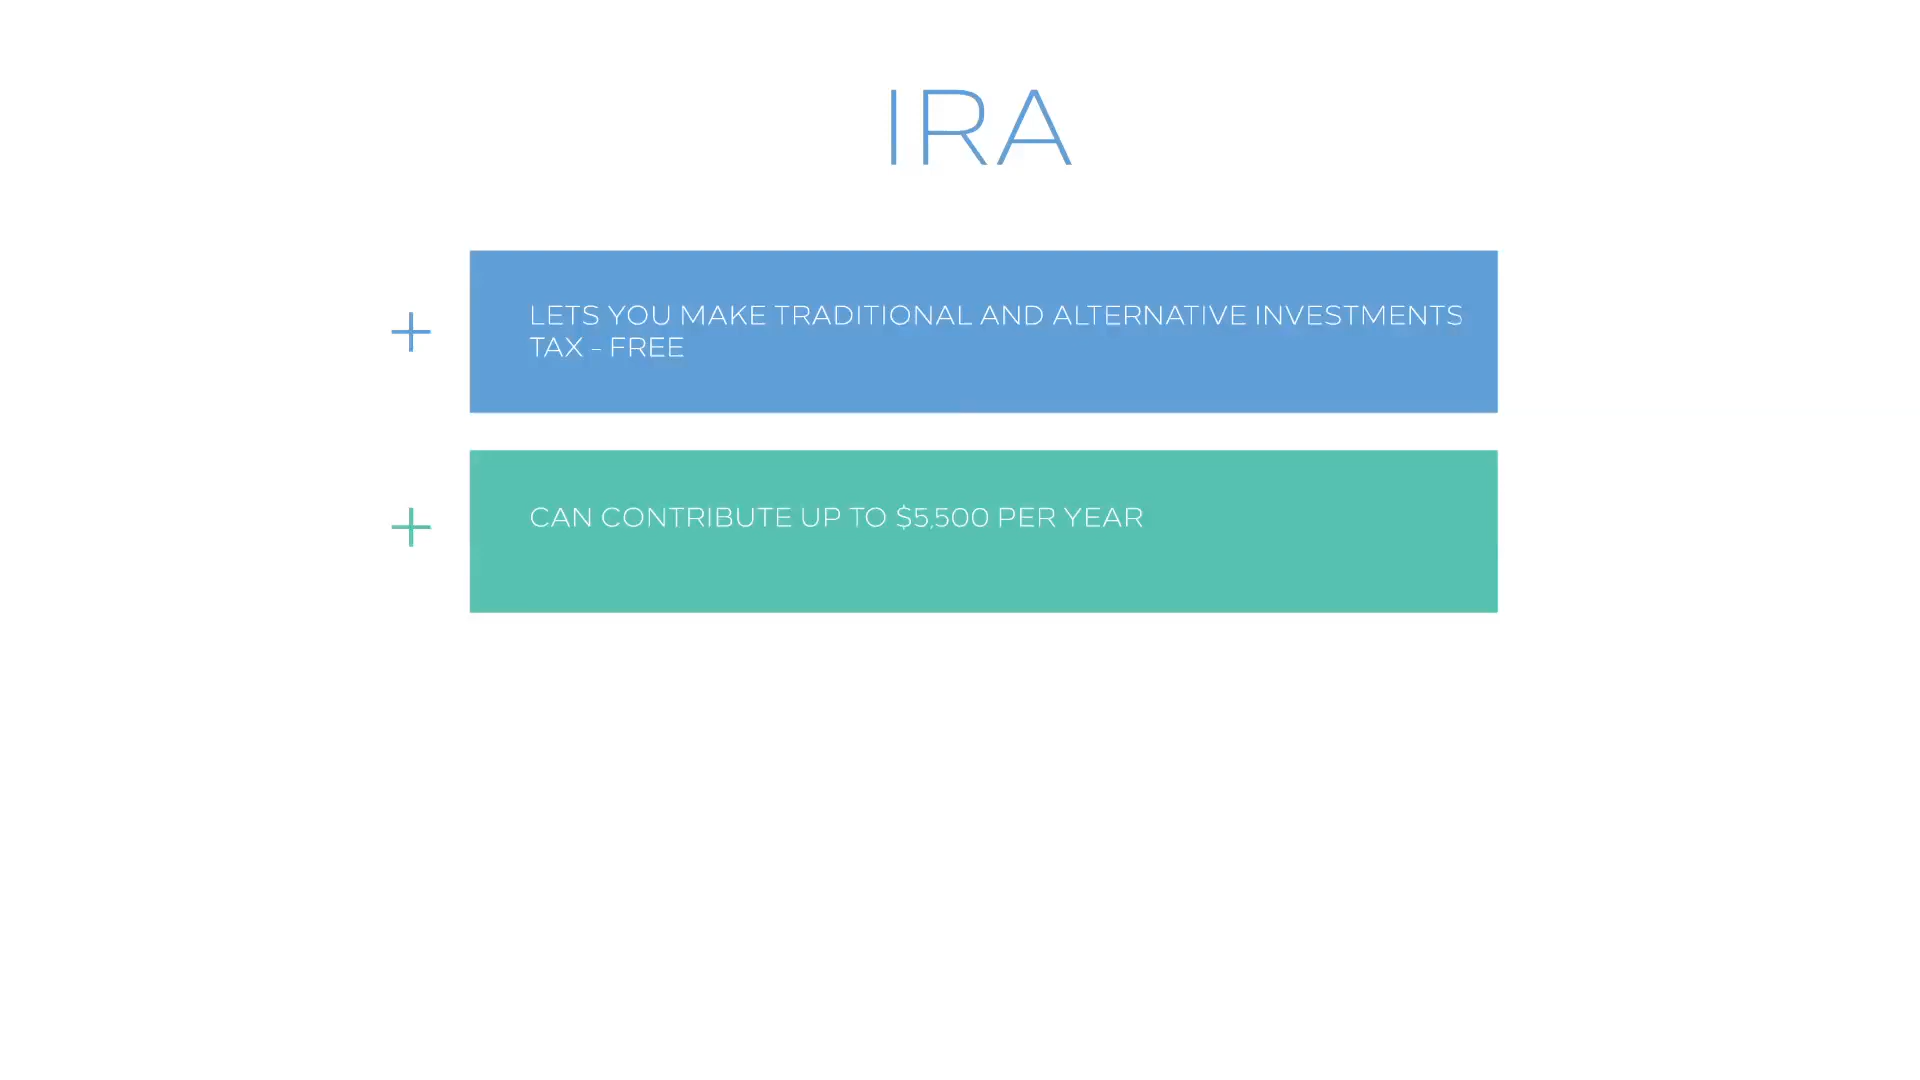 IRA
LETS YOU MAKE TRADITIONAL AND ALTERNATIVE INVESTMENTS
TAX - FREE
CAN CONTRIBUTE UP TO $5,500 PER YEAR